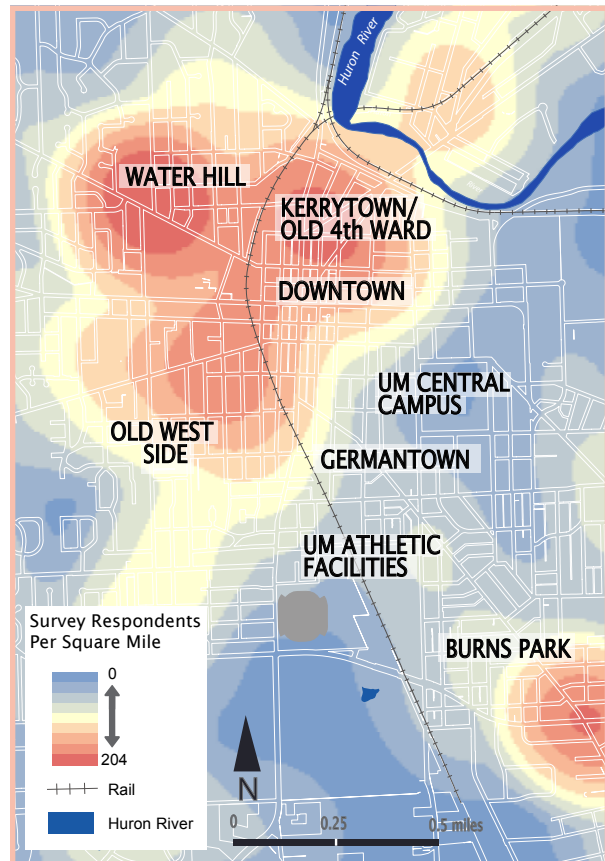 Huron River
WATER HILL
KERRYTOWN/
OLD 4th WARD
DOWNTOWN
UM CENTRAL
CAMPUS
OLD WEST
SIDE
GERMANTOWN
UM ATHLETIC
FACILITIES
BURNS PARK
Survey Respondents
Per Square Mile
0
204
Rail
Huron River
N
0 0.25 0.5 miles